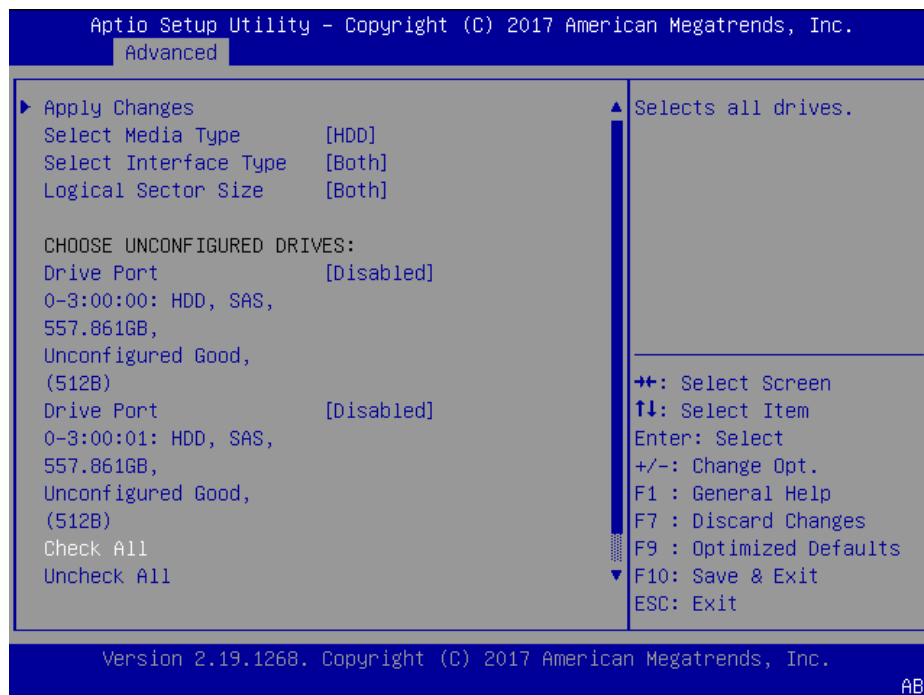 Aptio Setup Utility – Copyright (C) 2017 American Megatrends, Inc.
Advanced
Apply Changes
Select Media Type [HDD]
Select Interface Type [Both]
Logical Sector Size [Both]
CHOOSE UNCONFIGURED DRIVES:
Drive Port [Disabled]
0-3:00:00: HDD, SAS,
557.861GB,
Unconfigured Good,
(512B)
Drive Port [Disabled]
0-3:00:01: HDD, SAS,
557.861GB,
Unconfigured Good,
(512B)
Check All
Uncheck All
Selects all drives.
→←: Select Screen
↑↓: Select Item
Enter: Select
+/-: Change Opt.
F1 : General Help
F7 : Discard Changes
F9 : Optimized Defaults
F10: Save & Exit
ESC: Exit
Version 2.19.1268. Copyright (C) 2017 American Megatrends, Inc.
AB